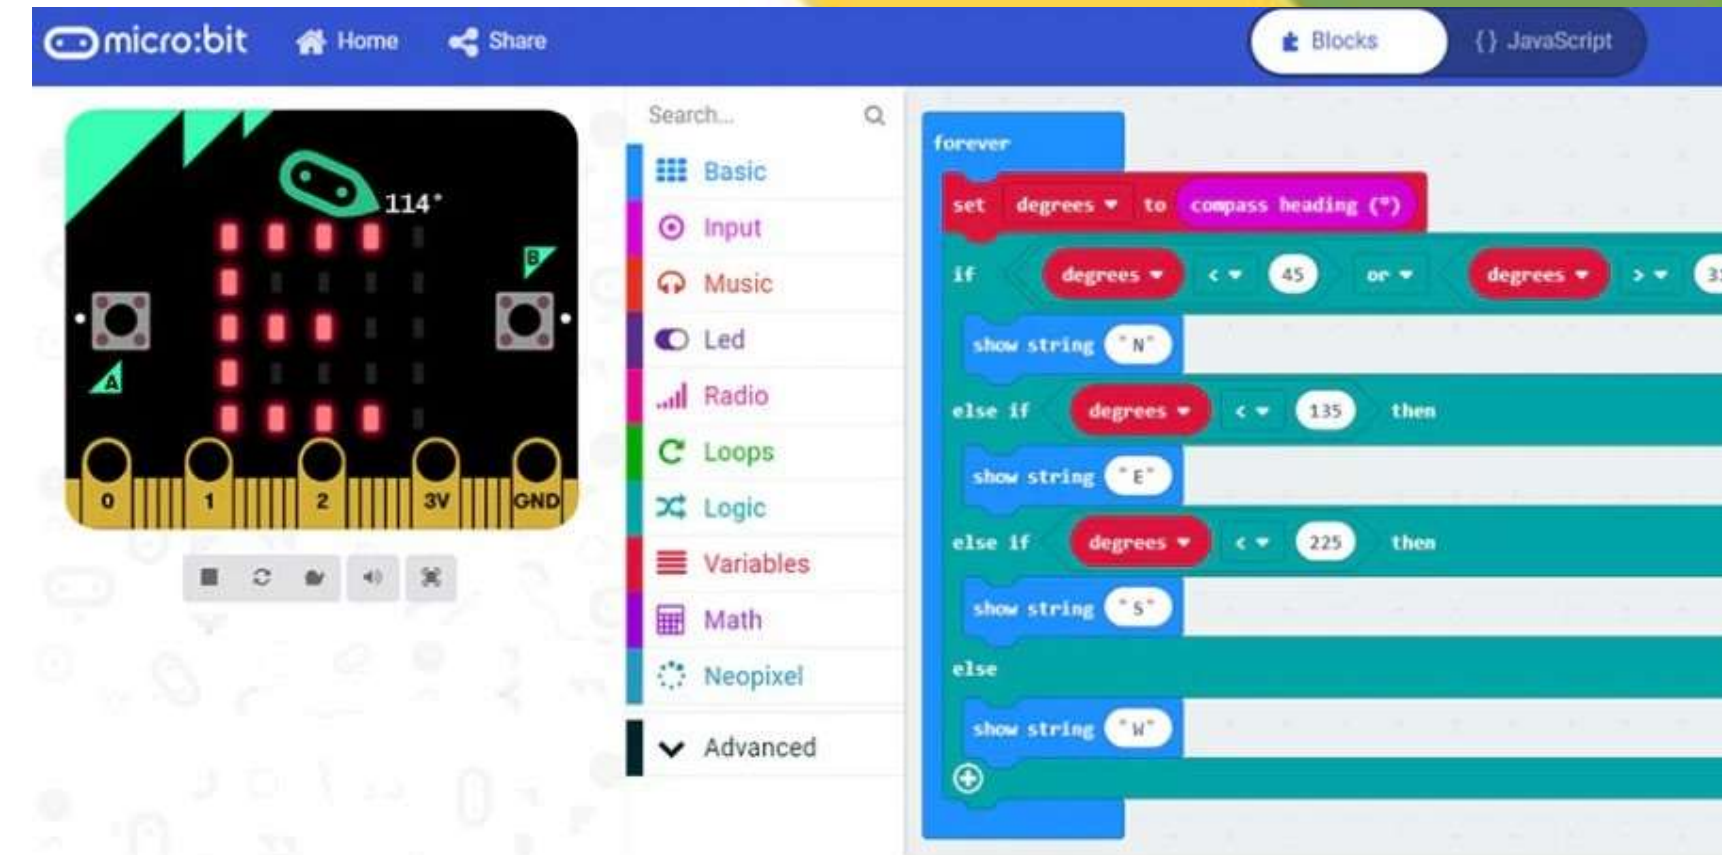 micro:bit Home Share Blocks {} JavaScript
114°
B
A
0 1 2 3V GND
Search...
Basic
Input
Music
Led
Radio
Loops
Logic
Variables
Math
Neopixel
Advanced
forever
set degrees to compass heading (°)
if degrees < 45 or degrees >
show string "N"
else if degrees < 135 then
show string "E"
else if degrees < 225 then
show string "S"
else
show string "W"